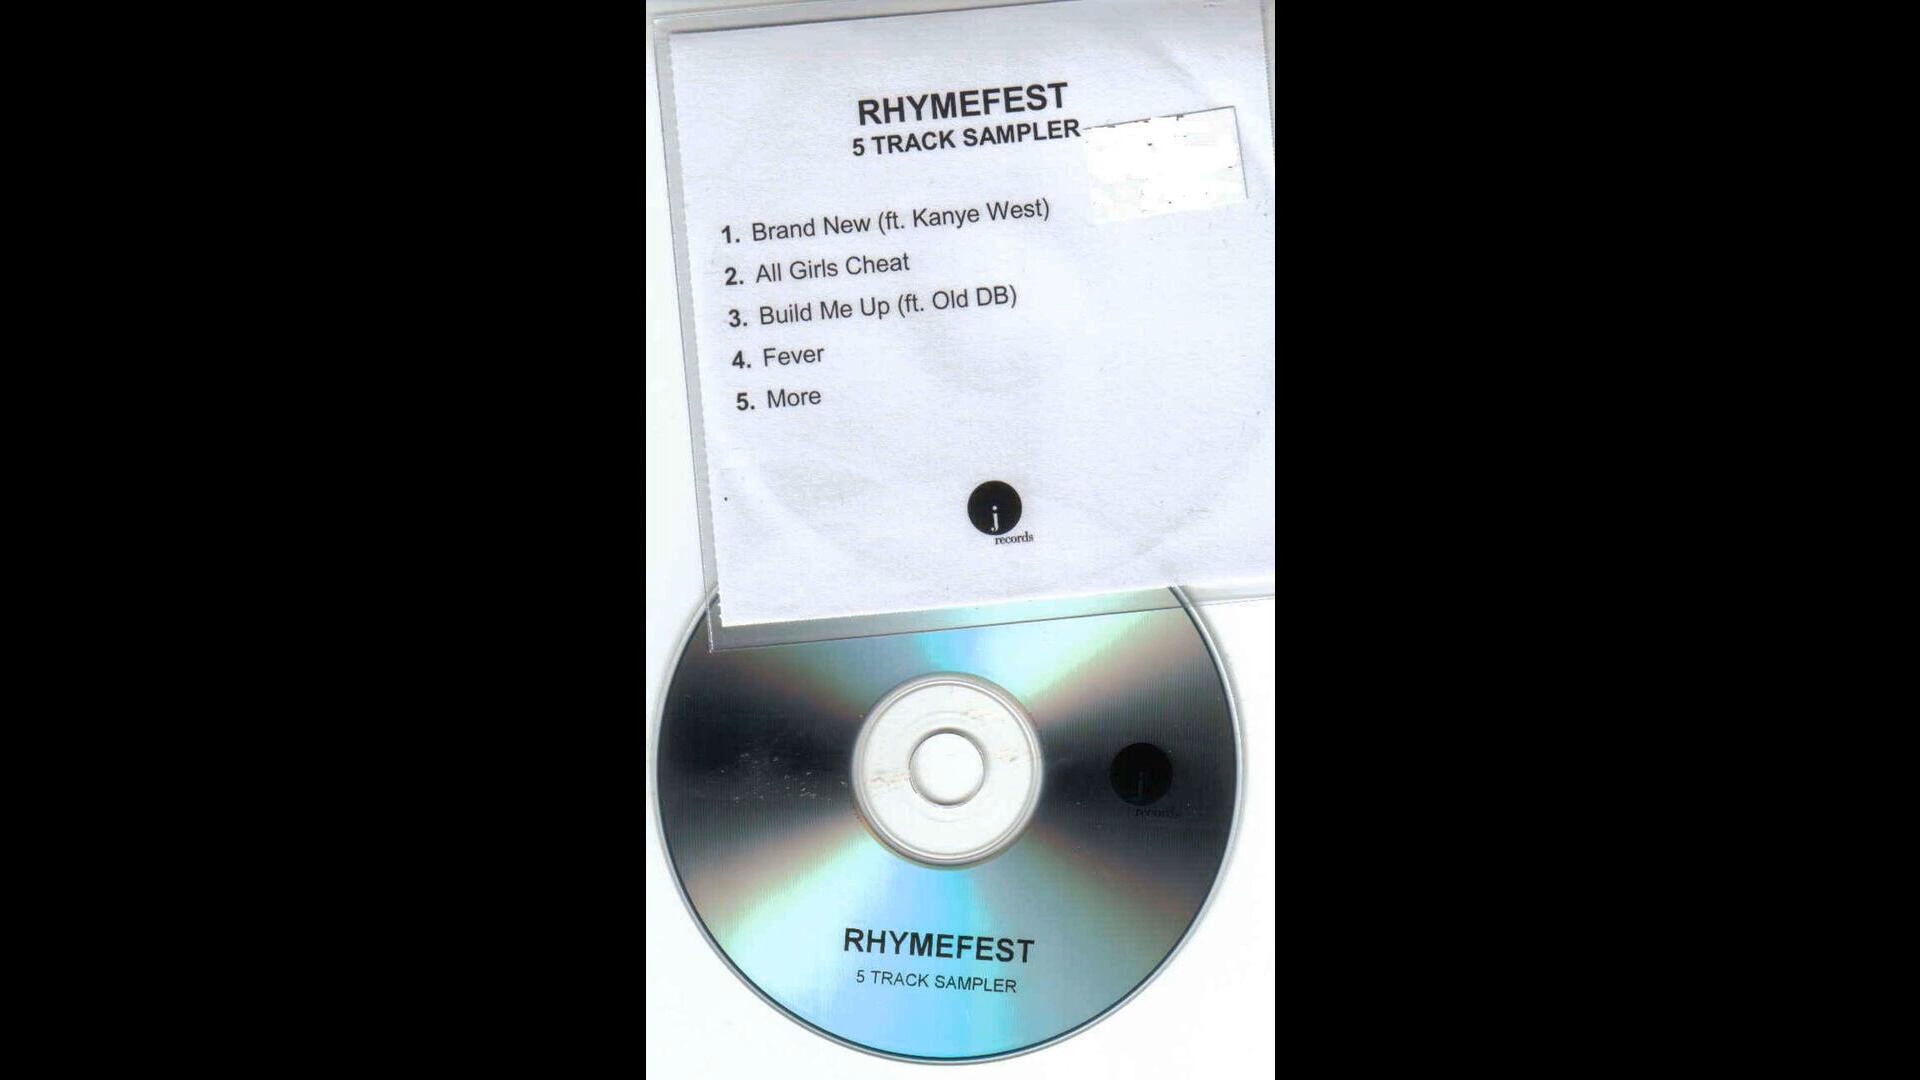 RHYMEFEST
5 TRACK SAMPLER
1. Brand New (ft. Kanye West)
2. All Girls Cheat
3. Build Me Up (ft. Old DB)
4. Fever
5. More
j
records
j
records
RHYMEFEST
5 TRACK SAMPLER